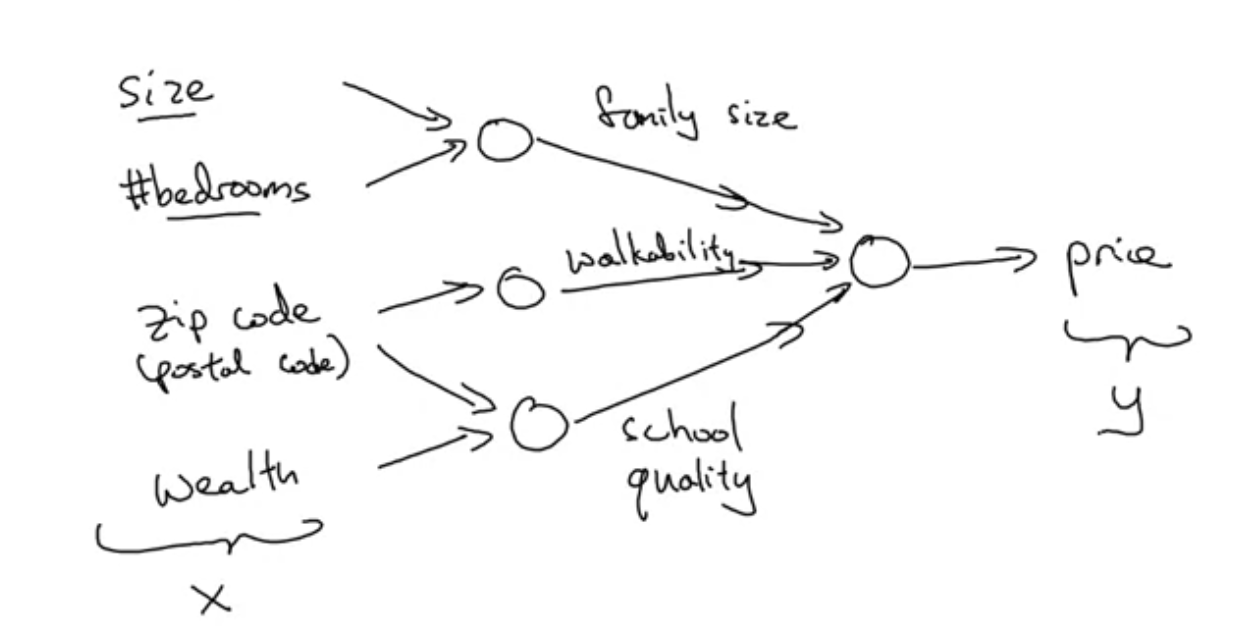 size
family size
#bedrooms
walkability
price
zip code
(postal code)
y
school
quality
wealth
x